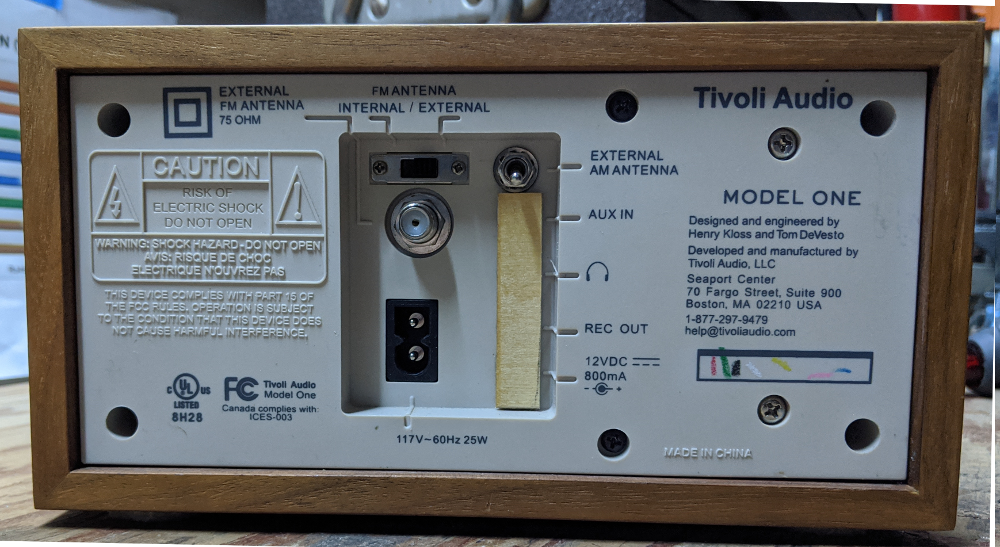 EXTERNAL
FM ANTENNA
75 OHM
FM ANTENNA
INTERNAL / EXTERNAL
Tivoli Audio
CAUTION
RISK OF
ELECTRIC SHOCK
DO NOT OPEN
WARNING: SHOCK HAZARD - DO NOT OPEN
AVIS: RISQUE DE CHOC
ELECTRIQUE N'OUVREZ PAS
THIS DEVICE COMPLIES WITH PART 15 OF
THE FCC RULES. OPERATION IS SUBJECT
TO THE CONDITION THAT THIS DEVICE DOES
NOT CAUSE HARMFUL INTERFERENCE.
C UL US
LISTED
8H28
FC Tivoli Audio
Model One
Canada complies with:
ICES-003
117V~60Hz 25W
EXTERNAL
AM ANTENNA
AUX IN
REC OUT
12VDC
800mA
MODEL ONE
Designed and engineered by
Henry Kloss and Tom DeVesto
Developed and manufactured by
Tivoli Audio, LLC
Seaport Center
70 Fargo Street, Suite 900
Boston, MA 02210 USA
1-877-297-9479
help@tivoliaudio.com
MADE IN CHINA